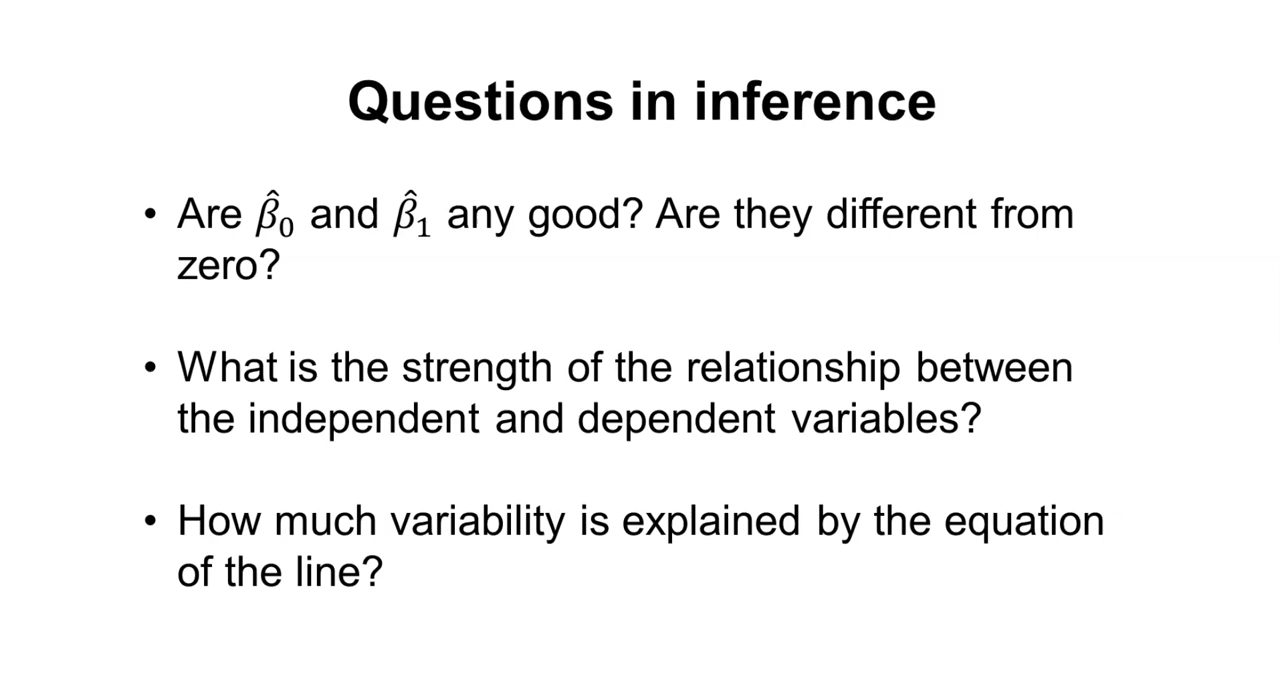 Questions in inference
• Are β̂₀ and β̂₁ any good? Are they different from
zero?
• What is the strength of the relationship between
the independent and dependent variables?
• How much variability is explained by the equation
of the line?